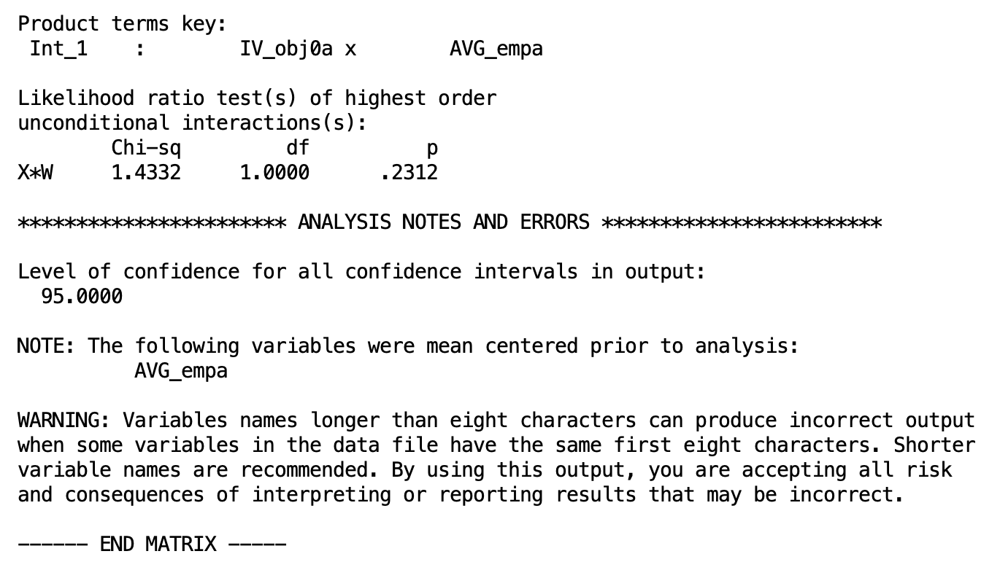 Product terms key:
 Int_1    :        IV_obj0a x        AVG_empa

Likelihood ratio test(s) of highest order
unconditional interactions(s):
        Chi-sq         df          p
X*W     1.4332     1.0000      .2312

*********************** ANALYSIS NOTES AND ERRORS ************************

Level of confidence for all confidence intervals in output:
  95.0000

NOTE: The following variables were mean centered prior to analysis:
          AVG_empa

WARNING: Variables names longer than eight characters can produce incorrect output
when some variables in the data file have the same first eight characters. Shorter
variable names are recommended. By using this output, you are accepting all risk
and consequences of interpreting or reporting results that may be incorrect.

------ END MATRIX -----